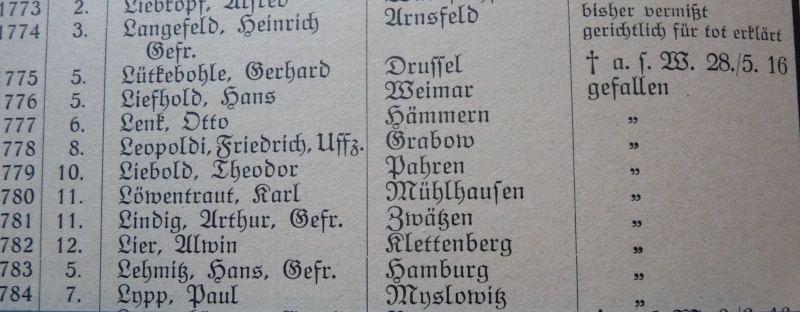 1773 2. Liebkopf, Alfred bisher vermißt
1774 3. Langefeld, Heinrich Arnsfeld gerichtlich für tot erklärt
Gefr.
775 5. Lütkebohle, Gerhard Druffel † a. s. W. 28./5. 16
776 5. Liefhold, Hans Weimar gefallen
777 6. Lenk, Otto Hämmern „
778 8. Leopoldi, Friedrich, Uffz. Grabow „
779 10. Liebold, Theodor Pahren „
780 11. Löwentraut, Karl Mühlhausen „
781 11. Lindig, Arthur, Gefr. Zwätzen „
782 12. Lier, Alwin Klettenberg „
783 5. Lehmitz, Hans, Gefr. Hamburg „
784 7. Lypp, Paul Myslowitz „